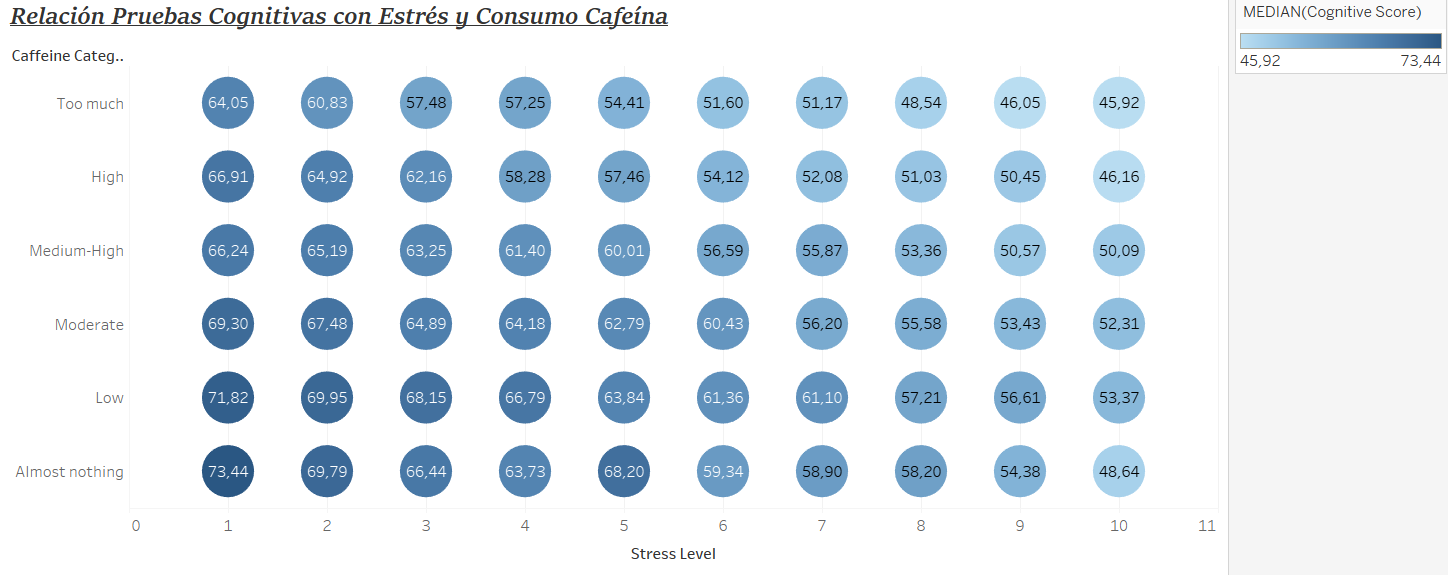 Relación Pruebas Cognitivas con Estrés y Consumo Cafeína
MEDIAN(Cognitive Score)
45,92 73,44
Caffeine Categ..
Too much 64,05 60,83 57,48 57,25 54,41 51,60 51,17 48,54 46,05 45,92
High 66,91 64,92 62,16 58,28 57,46 54,12 52,08 51,03 50,45 46,16
Medium-High 66,24 65,19 63,25 61,40 60,01 56,59 55,87 53,36 50,57 50,09
Moderate 69,30 67,48 64,89 64,18 62,79 60,43 56,20 55,58 53,43 52,31
Low 71,82 69,95 68,15 66,79 63,84 61,36 61,10 57,21 56,61 53,37
Almost nothing 73,44 69,79 66,44 63,73 68,20 59,34 58,90 58,20 54,38 48,64
0 1 2 3 4 5 6 7 8 9 10 11
Stress Level